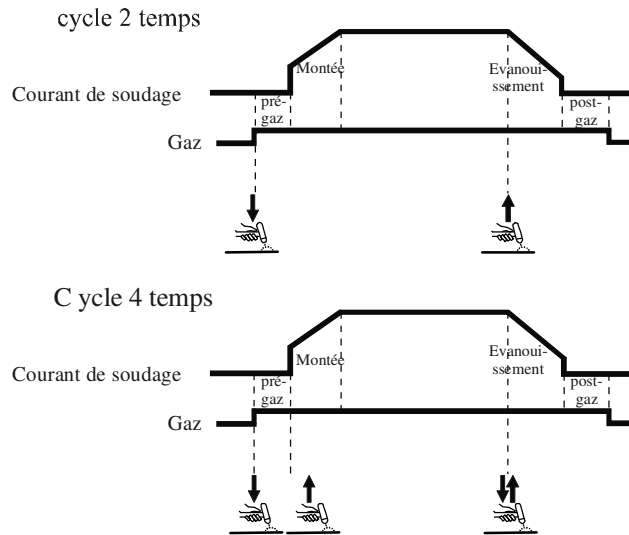 cycle 2 temps
Montée
Evanoui-
ssement
Courant de soudage
pré-
gaz
post-
gaz
Gaz
C ycle 4 temps
Montée
Evanoui-
ssement
Courant de soudage
pré-
gaz
post-
gaz
Gaz